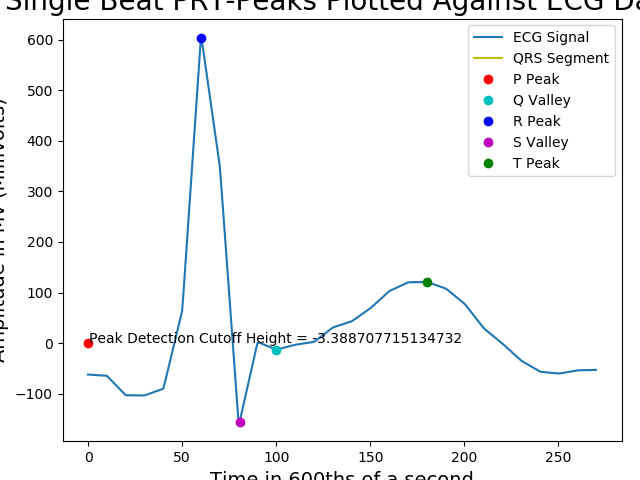 Single Beat PRT-Peaks Plotted Against ECG Da
Amplitude in MV (Millivolts)
600
500
400
300
200
100
0
−100
0
50
100
150
200
250
Time in 600ths of a second
Peak Detection Cutoff Height = -3.388707715134732
ECG Signal
QRS Segment
P Peak
Q Valley
R Peak
S Valley
T Peak